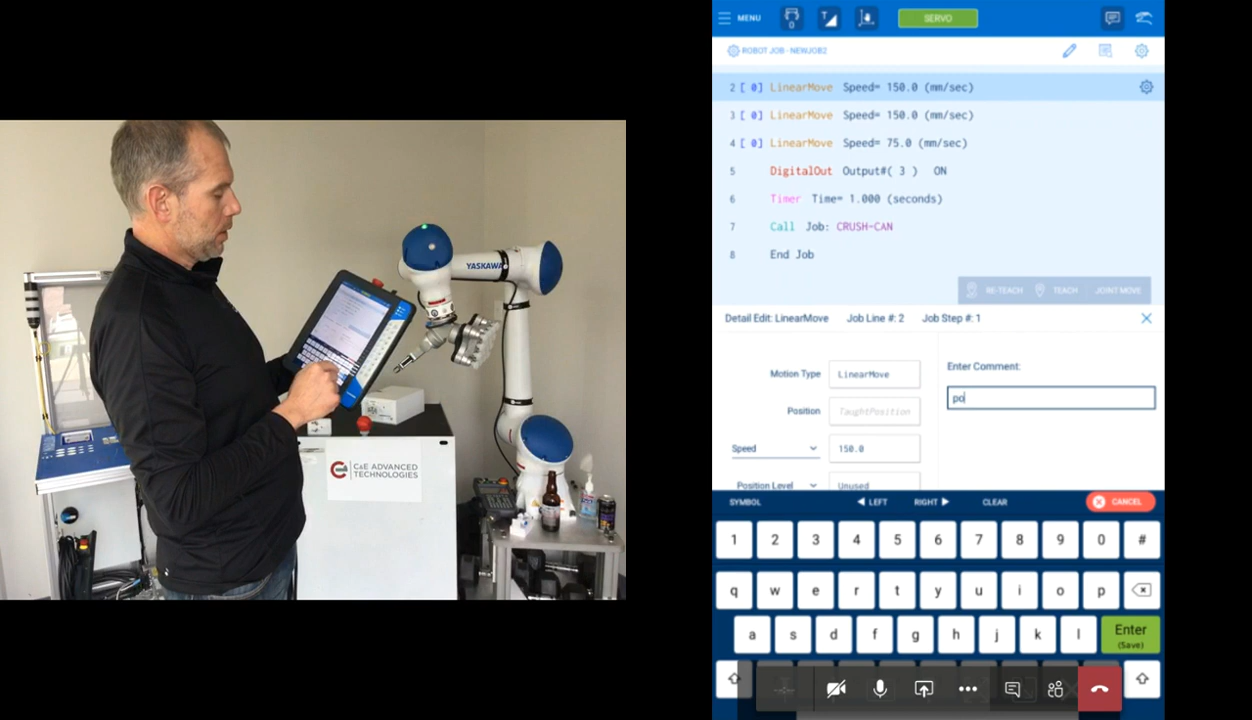 YASKAWA
C&E ADVANCED
TECHNOLOGIES
MENU
0
T
SERVO
ROBOT JOB - NEWJOB2
2 [ 0] LinearMove Speed= 150.0 (mm/sec)
3 [ 0] LinearMove Speed= 150.0 (mm/sec)
4 [ 0] LinearMove Speed= 75.0 (mm/sec)
5 DigitalOut Output#( 3 ) ON
6 Timer Time= 1.000 (seconds)
7 Call Job: CRUSH-CAN
8 End Job
RE-TEACH TEACH JOINT MOVE
Detail Edit: LinearMove Job Line #: 2 Job Step #: 1
Motion Type LinearMove
Enter Comment:
po
Position TaughtPosition
Speed 150.0
Position Level Unused
SYMBOL LEFT RIGHT CLEAR CANCEL
1 2 3 4 5 6 7 8 9 0 #
q w e r t y u i o p
a s d f g h j k l Enter
(Save)